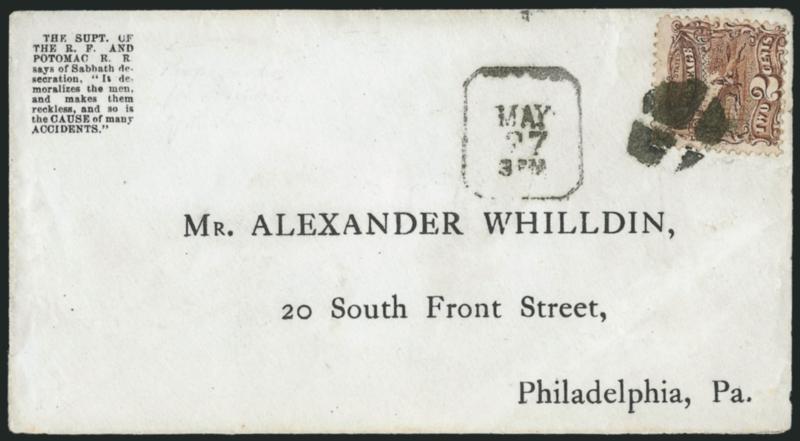 THE SUPT. OF
THE R. F. AND
POTOMAC R. R.
says of Sabbath de-
secration, "It de-
moralizes the men,
and makes them
reckless, and so is
the CAUSE of many
ACCIDENTS."
MAY
27
3 PM
TWO 2 CENTS
MR. ALEXANDER WHILLDIN,
20 South Front Street,
Philadelphia, Pa.